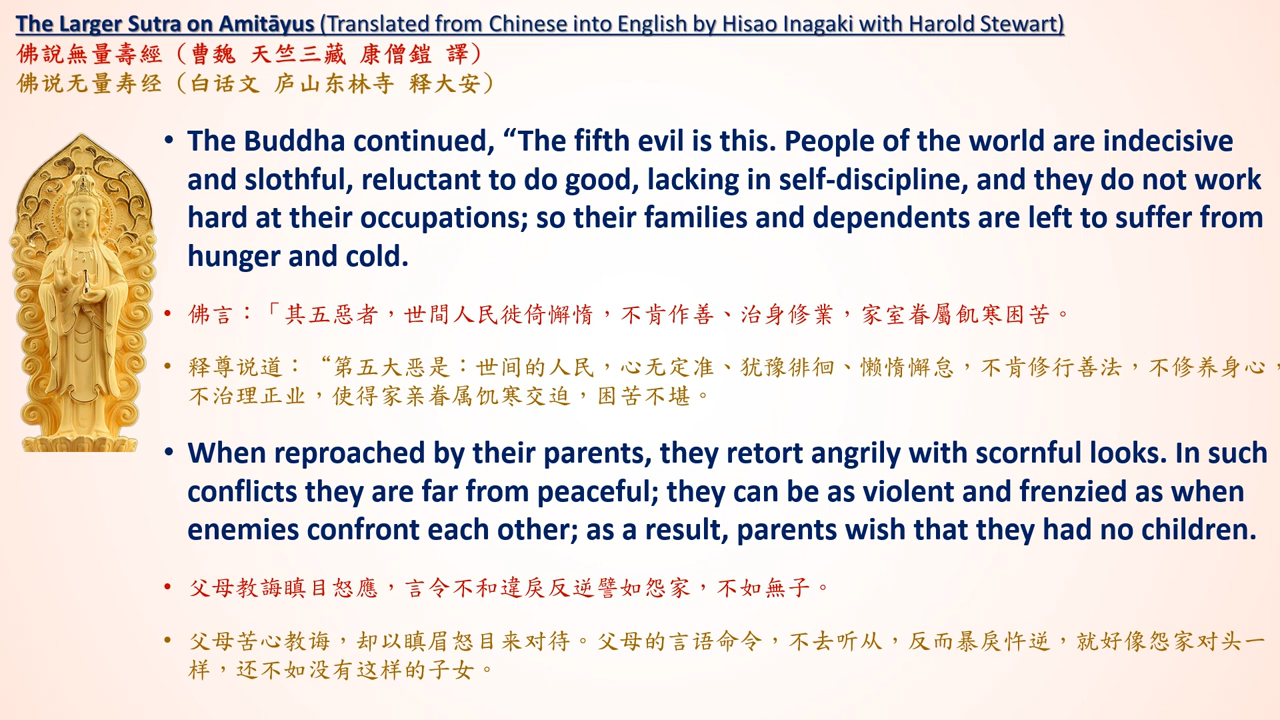 The Larger Sutra on Amitāyus (Translated from Chinese into English by Hisao Inagaki with Harold Stewart)
佛說無量壽經（曹魏 天竺三藏 康僧鎧 譯）
佛说无量寿经（白话文 庐山东林寺 释大安）
• The Buddha continued, “The fifth evil is this. People of the world are indecisive
and slothful, reluctant to do good, lacking in self-discipline, and they do not work
hard at their occupations; so their families and dependents are left to suffer from
hunger and cold.
• 佛言：「其五惡者，世間人民徙倚懈惰，不肯作善、治身修業，家室眷屬飢寒困苦。
• 释尊说道：“第五大恶是：世间的人民，心无定准、犹豫徘徊、懒惰懈怠，不肯修行善法，不修养身心，
不治理正业，使得家亲眷属饥寒交迫，困苦不堪。
• When reproached by their parents, they retort angrily with scornful looks. In such
conflicts they are far from peaceful; they can be as violent and frenzied as when
enemies confront each other; as a result, parents wish that they had no children.
• 父母教誨瞋目怒應，言令不和違戾反逆譬如怨家，不如無子。
• 父母苦心教诲，却以瞋眉怒目来对待。父母的言语命令，不去听从，反而暴戾忤逆，就好像怨家对头一
样，还不如没有这样的子女。